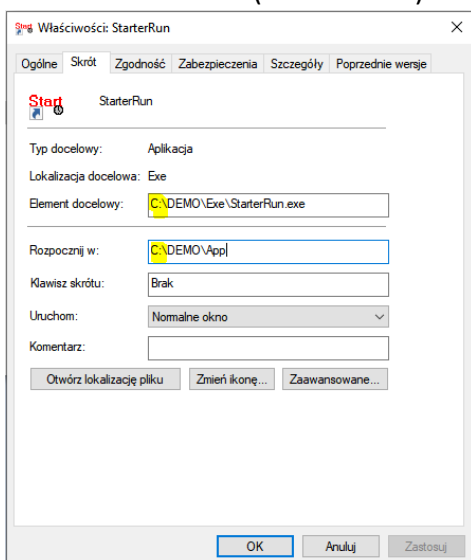 Właściwości: StarterRun
Ogólne Skrót Zgodność Zabezpieczenia Szczegóły Poprzednie wersje
Start StarterRun
Typ docelowy: Aplikacja
Lokalizacja docelowa: Exe
Element docelowy: C:\DEMO\Exe\StarterRun.exe
Rozpocznij w: C:\DEMO\App
Klawisz skrótu: Brak
Uruchom: Normalne okno
Komentarz:
Otwórz lokalizację pliku Zmień ikonę... Zaawansowane...
OK Anuluj Zastosuj